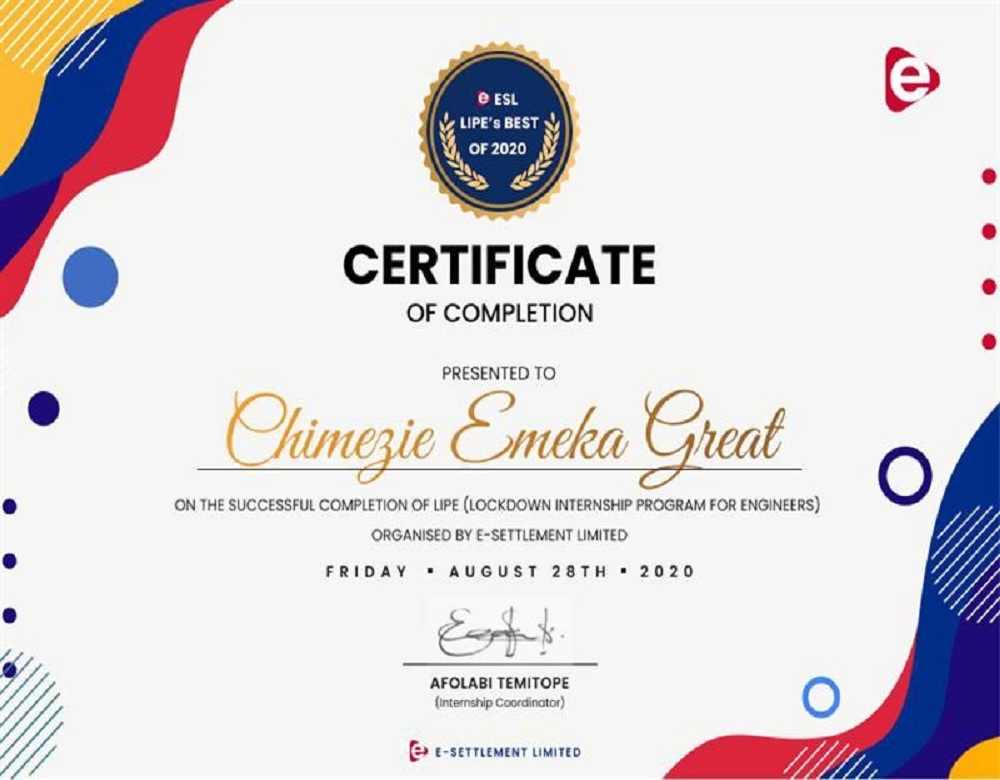 e ESL
LIPE's BEST
OF 2020
e
CERTIFICATE
OF COMPLETION
PRESENTED TO
Chimezie Emeka Great
ON THE SUCCESSFUL COMPLETION OF LIPE (LOCKDOWN INTERNSHIP PROGRAM FOR ENGINEERS)
ORGANISED BY E-SETTLEMENT LIMITED
FRIDAY ▪ AUGUST 28TH ▪ 2020
AFOLABI TEMITOPE
(Internship Coordinator)
e E-SETTLEMENT LIMITED